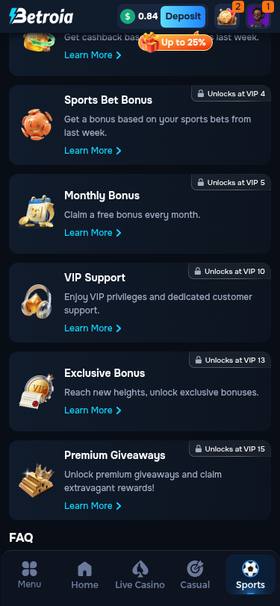 Betroia
$ 0.84 Deposit
2
1
Get cashback bas
s last week.
Up to 25%
Learn More
Unlocks at VIP 4
Sports Bet Bonus
Get a bonus based on your sports bets from
last week.
Learn More
Unlocks at VIP 5
Monthly Bonus
Claim a free bonus every month.
Learn More
Unlocks at VIP 10
VIP Support
Enjoy VIP privileges and dedicated customer
support.
Learn More
Unlocks at VIP 13
Exclusive Bonus
Reach new heights, unlock exclusive bonuses.
Learn More
Unlocks at VIP 15
Premium Giveaways
Unlock premium giveaways and claim
extravagant rewards!
Learn More
FAQ
Menu
Home
Live Casino
Casual
Sports